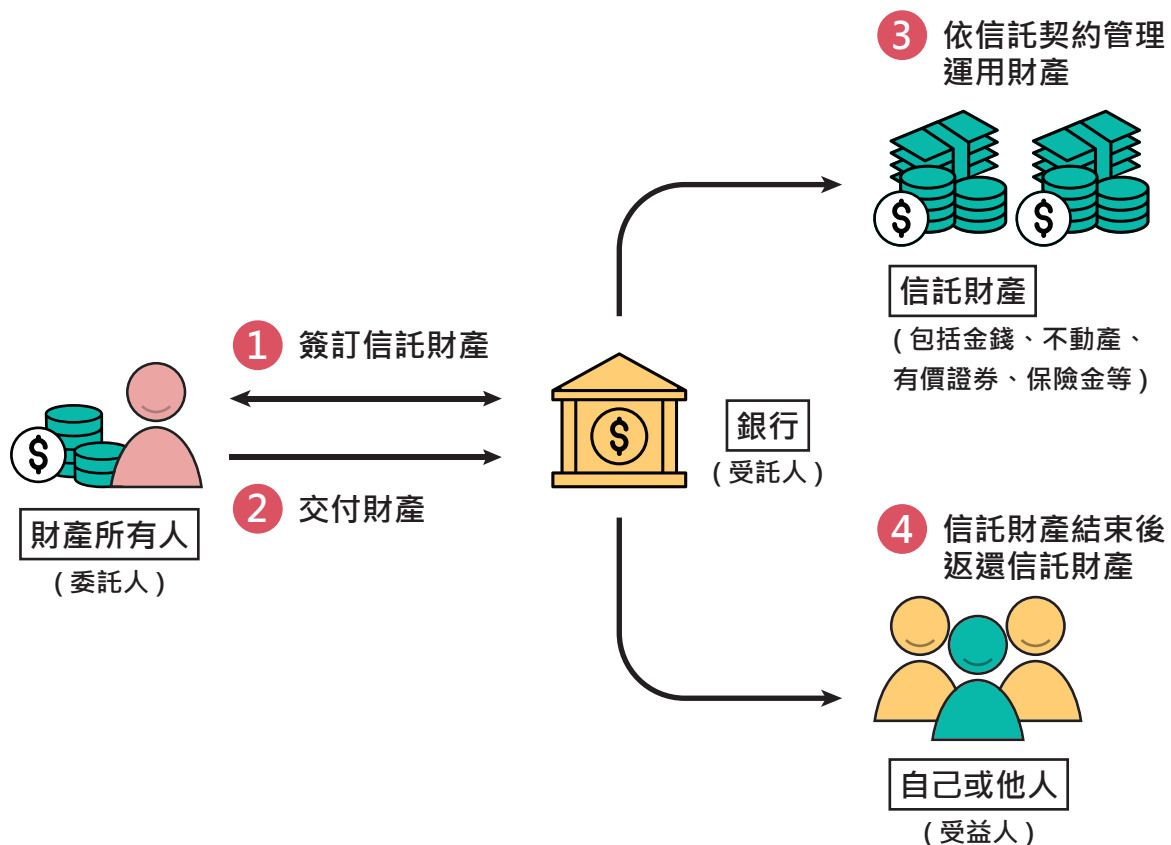 1 簽訂信託財產
2 交付財產
$
財產所有人
(委託人)
$
銀行
(受託人)
3 依信託契約管理
運用財產
$ $
信託財產
(包括金錢、不動產、
有價證券、保險金等)
4 信託財產結束後
返還信託財產
自己或他人
(受益人)